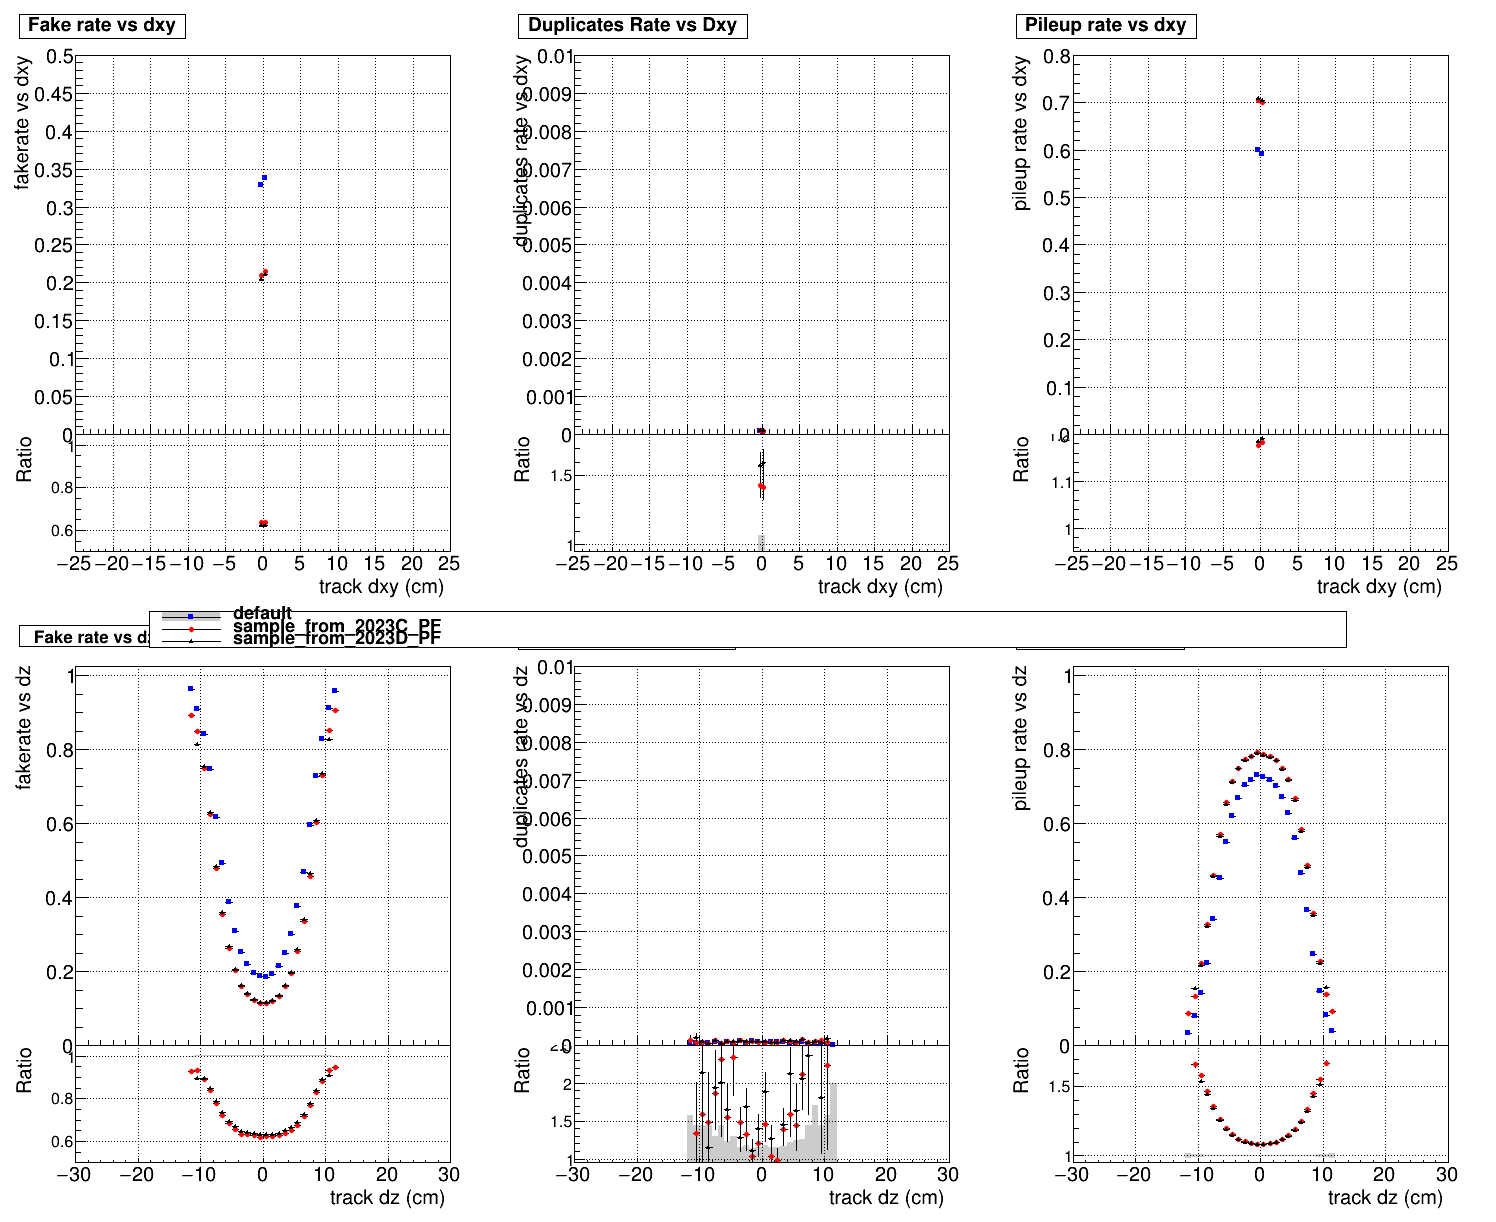 Fake rate vs dxy
Duplicates Rate vs Dxy
Pileup rate vs dxy
fakerate vs dxy
0.5
0.45
0.4
0.35
0.3
0.25
0.2
0.15
0.1
0.05
0
Ratio
1
0.8
0.6
−25 −20 −15 −10 −5 0 5 10 15 20 25
track dxy (cm)
duplicates rate vs dxy
0.01
0.009
0.008
0.007
0.006
0.005
0.004
0.003
0.002
0.001
0
Ratio
1.5
1
−25 −20 −15 −10 −5 0 5 10 15 20 25
track dxy (cm)
pileup rate vs dxy
0.8
0.7
0.6
0.5
0.4
0.3
0.2
0.1
0
Ratio
1.1
1
−25 −20 −15 −10 −5 0 5 10 15 20 25
track dxy (cm)
default
sample_from_2023C_PF
sample_from_2023D_PF
Fake rate vs dz
fakerate vs dz
1
0.8
0.6
0.4
0.2
0
Ratio
1
0.8
0.6
−30 −20 −10 0 10 20 30
track dz (cm)
duplicates rate vs dz
0.01
0.009
0.008
0.007
0.006
0.005
0.004
0.003
0.002
0.001
0
Ratio
2
1.5
1
−30 −20 −10 0 10 20 30
track dz (cm)
pileup rate vs dz
1
0.8
0.6
0.4
0.2
0
Ratio
1.5
1
−30 −20 −10 0 10 20 30
track dz (cm)